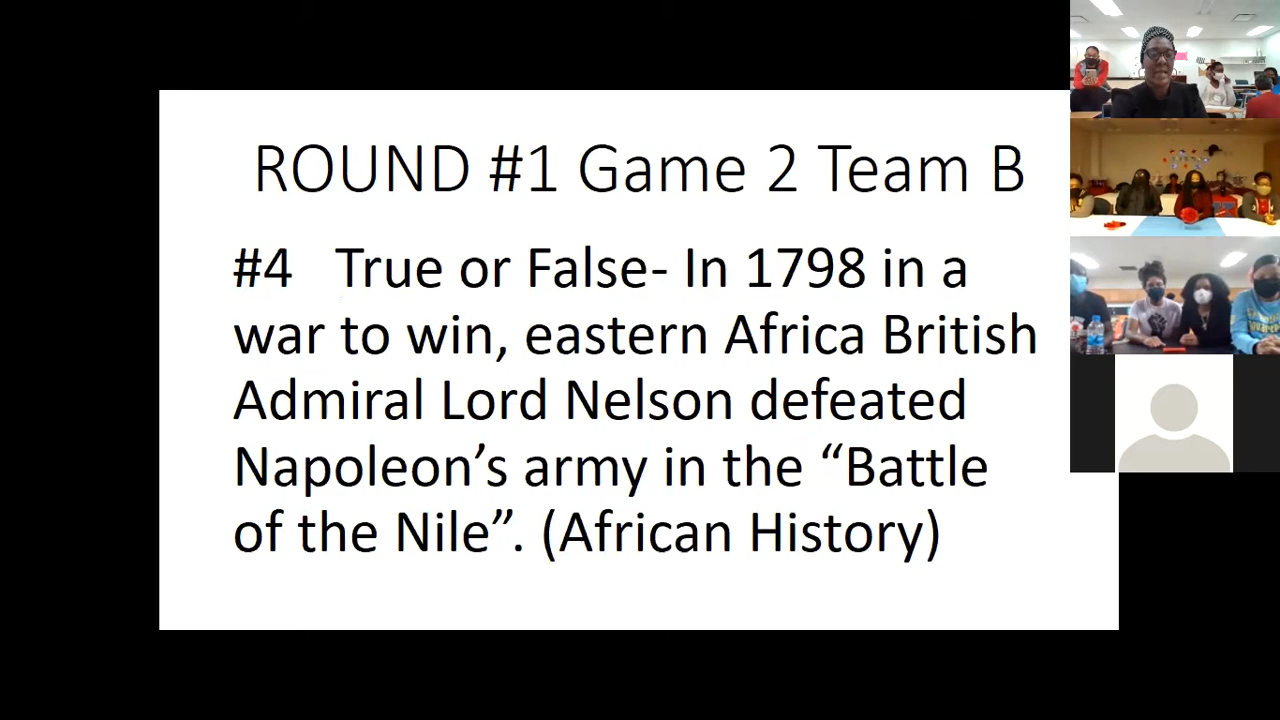 ROUND #1 Game 2 Team B
#4 True or False- In 1798 in a
war to win, eastern Africa British
Admiral Lord Nelson defeated
Napoleon’s army in the “Battle
of the Nile”. (African History)